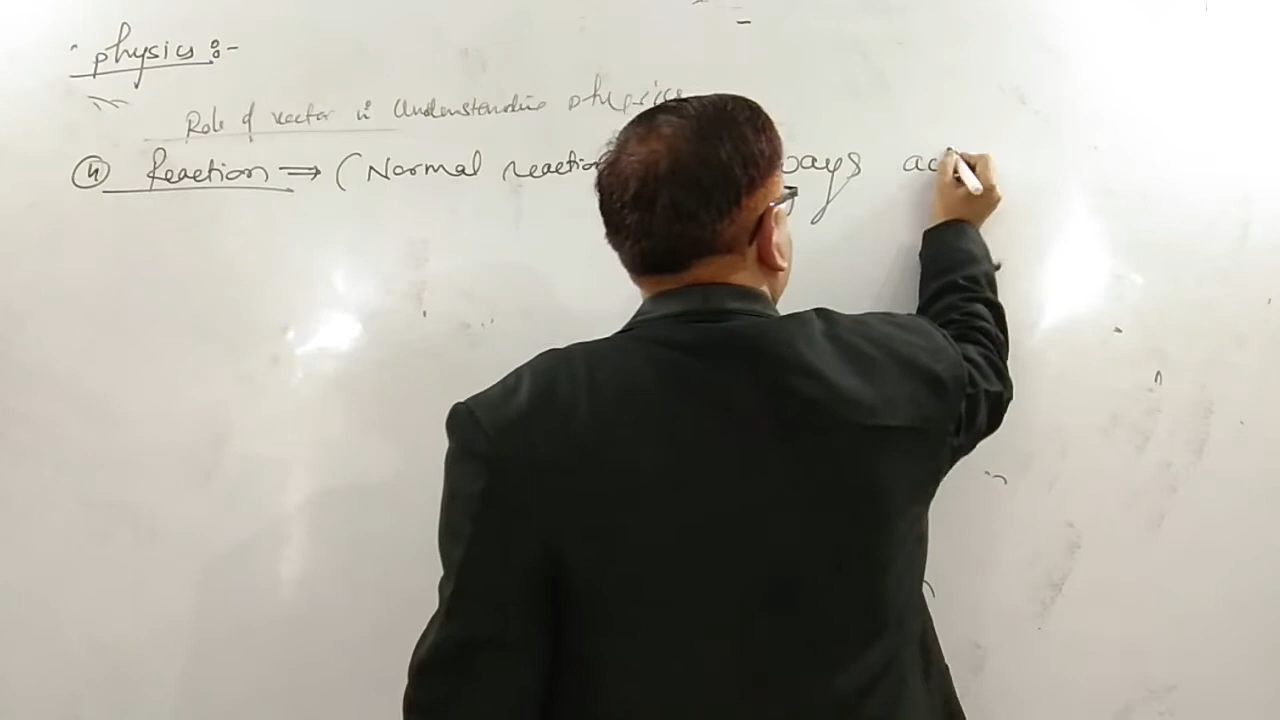 physics :-
Role of vector in Understanding physics
④ Reaction → (Normal reaction ways ac